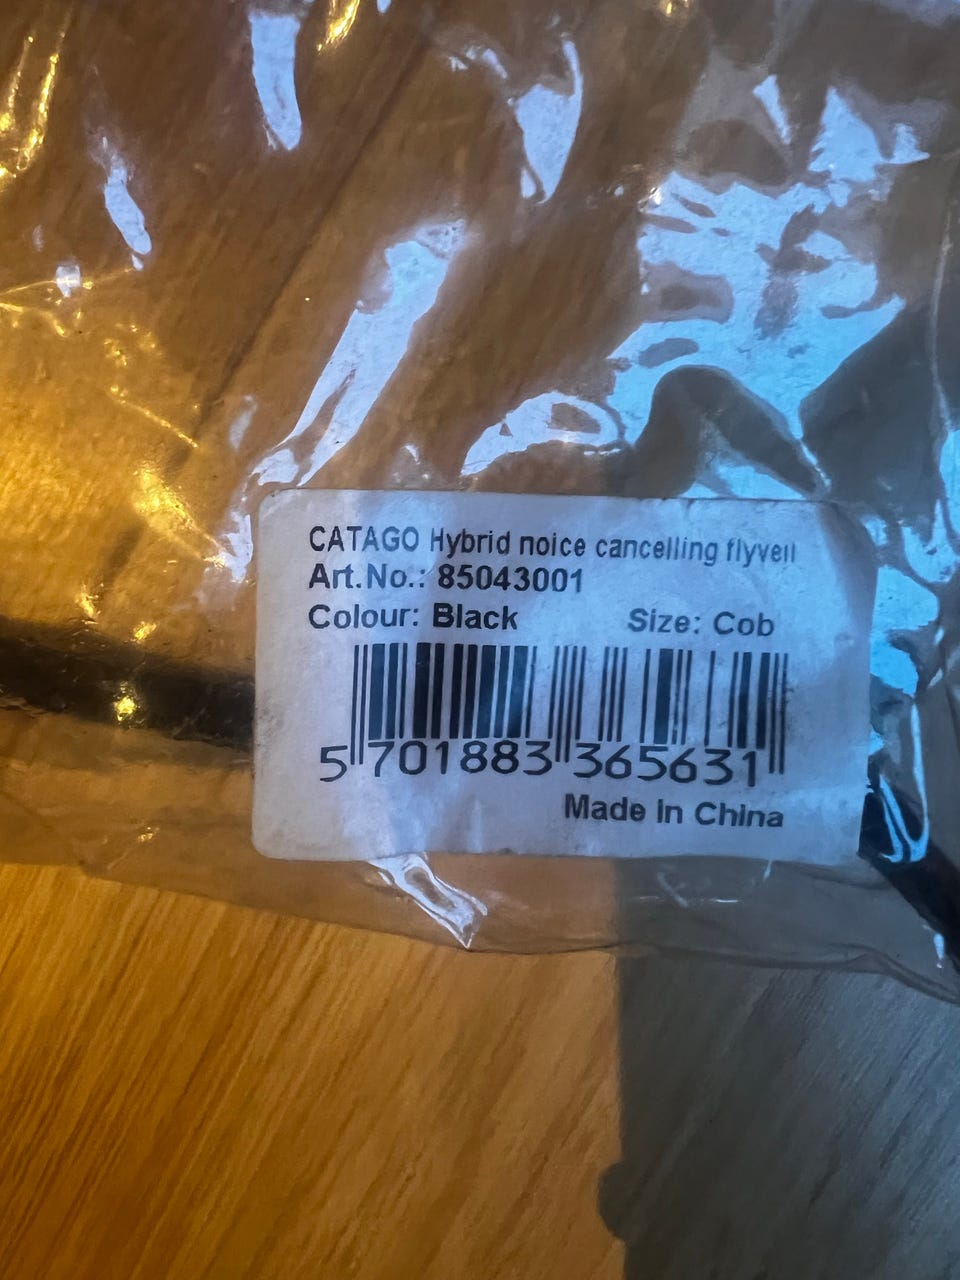 CATAGO Hybrid noice cancelling flyveil
Art.No.: 85043001
Colour: Black Size: Cob
5 701883 365631
Made in China